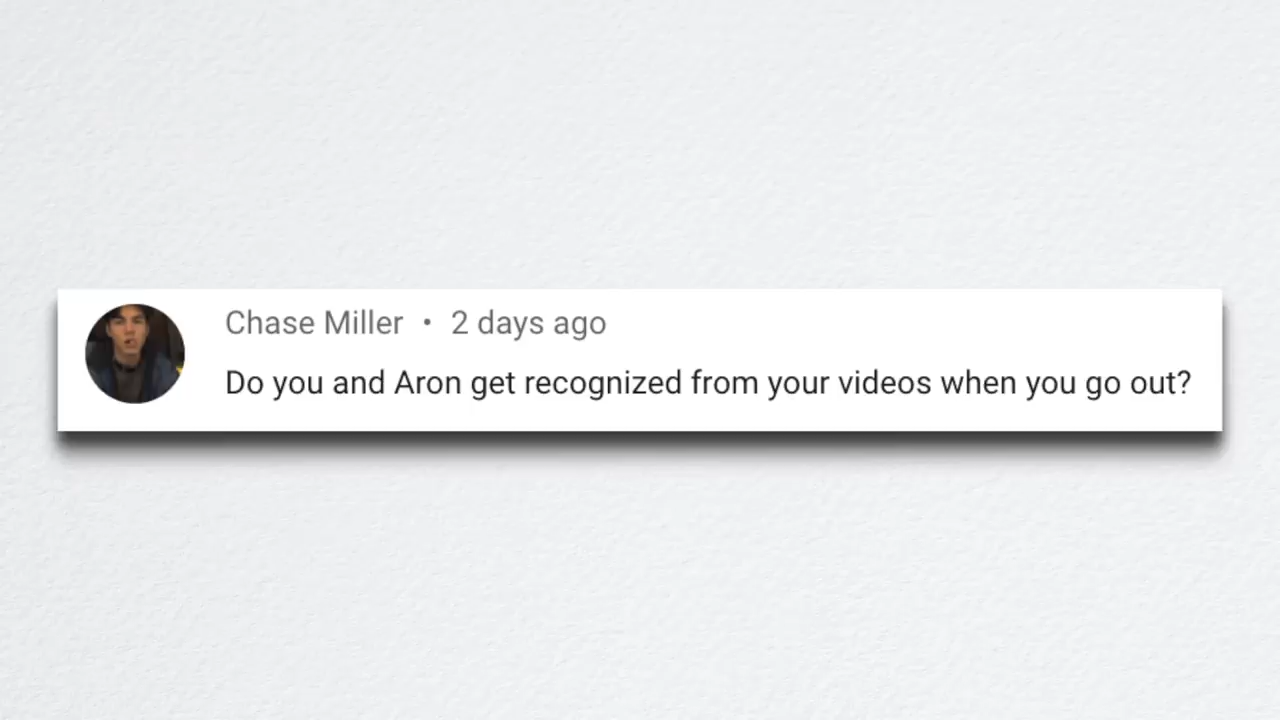 Chase Miller • 2 days ago
Do you and Aron get recognized from your videos when you go out?